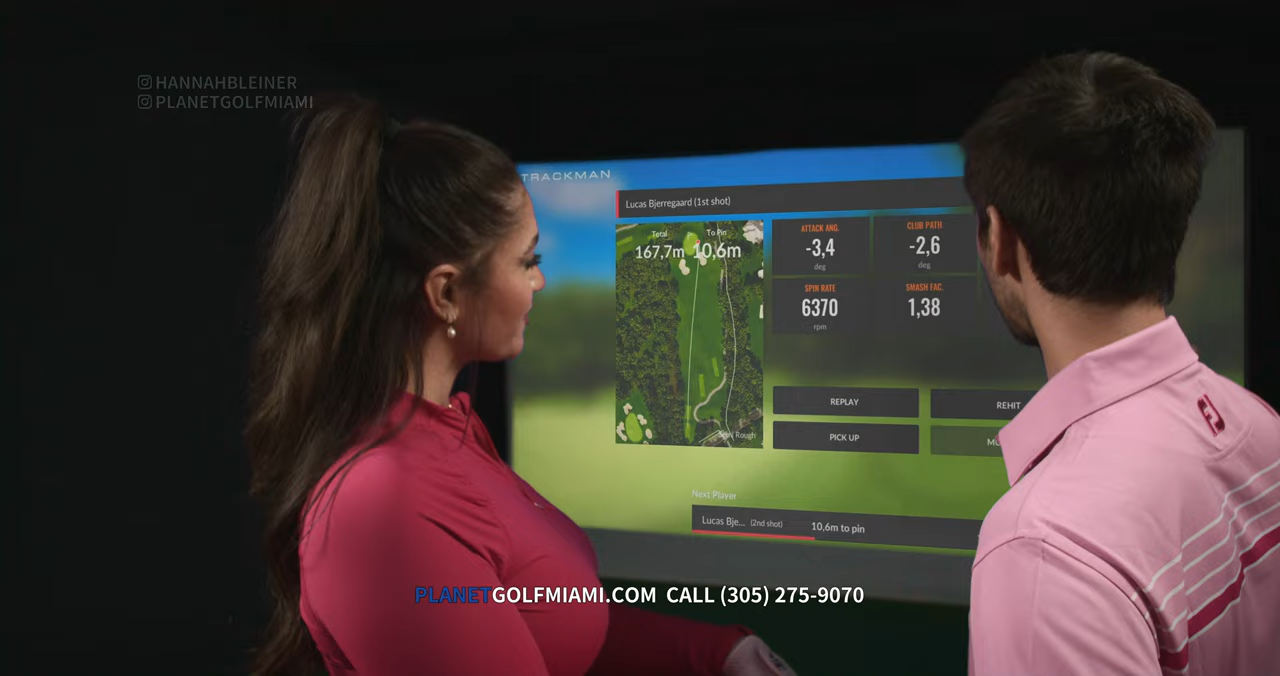 HANNAHBLEINER
PLANETGOLFMIAMI
TRACKMAN
Lucas Bjerregaard (1st shot)
Total
To Pin
167,7m 10,6m
ATTACK ANG.
-3,4
deg
CLUB PATH
-2,6
deg
SPIN RATE
6370
rpm
SMASH FAC.
1,38
Rough
REPLAY
REHIT
PICK UP
Next Player
Lucas Bje... (2nd shot) 10,6m to pin
PLANETGOLFMIAMI.COM CALL (305) 275-9070